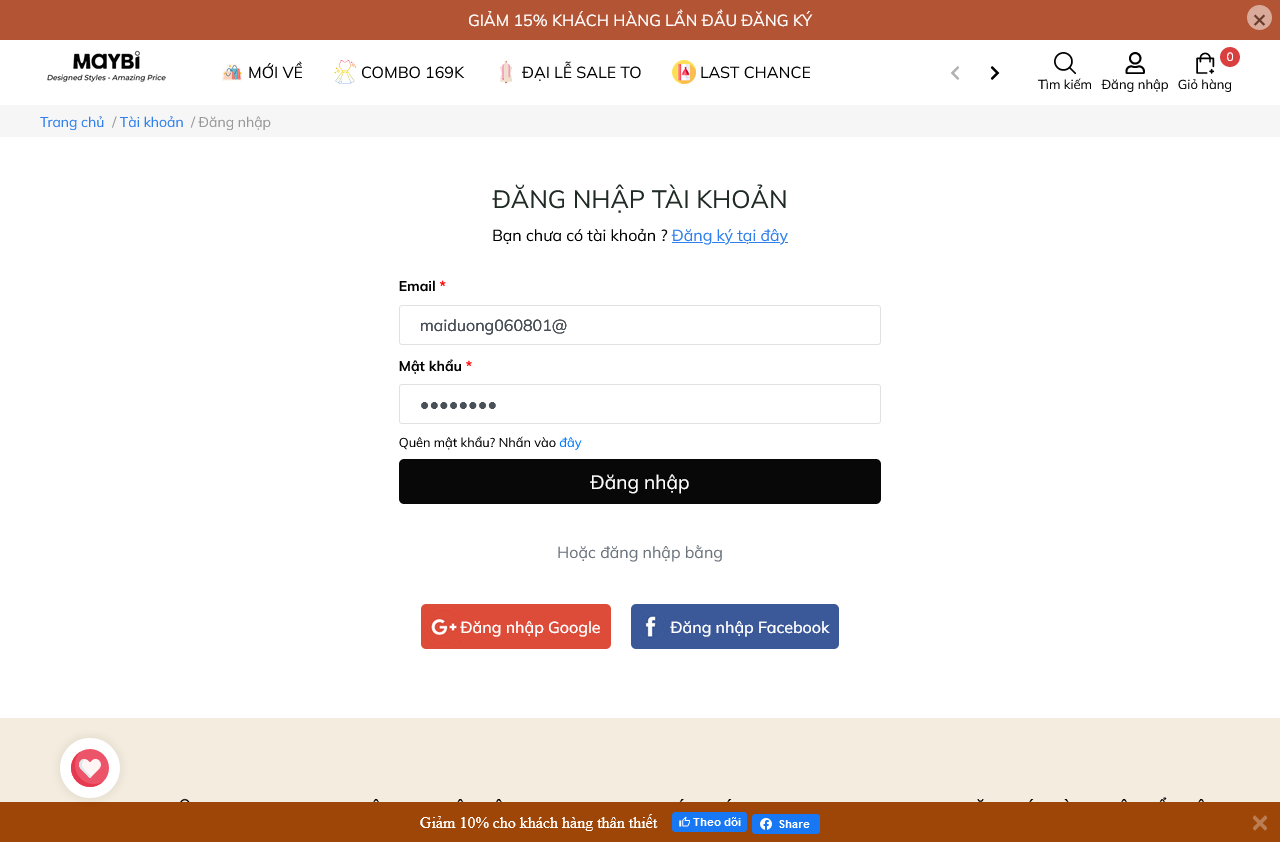 GIẢM 15% KHÁCH HÀNG LẦN ĐẦU ĐĂNG KÝ
MAYBi
Designed Styles - Amazing Price
MỚI VỀ
COMBO 169K
ĐẠI LỄ SALE TO
LAST CHANCE
Tìm kiếm
Đăng nhập
0
Giỏ hàng
Trang chủ / Tài khoản / Đăng nhập
ĐĂNG NHẬP TÀI KHOẢN
Bạn chưa có tài khoản ? Đăng ký tại đây
Email *
maiduong060801@
Mật khẩu *
Quên mật khẩu? Nhấn vào đây
Đăng nhập
Hoặc đăng nhập bằng
G+ Đăng nhập Google
f Đăng nhập Facebook
Giảm 10% cho khách hàng thân thiết
Theo dõi
Share